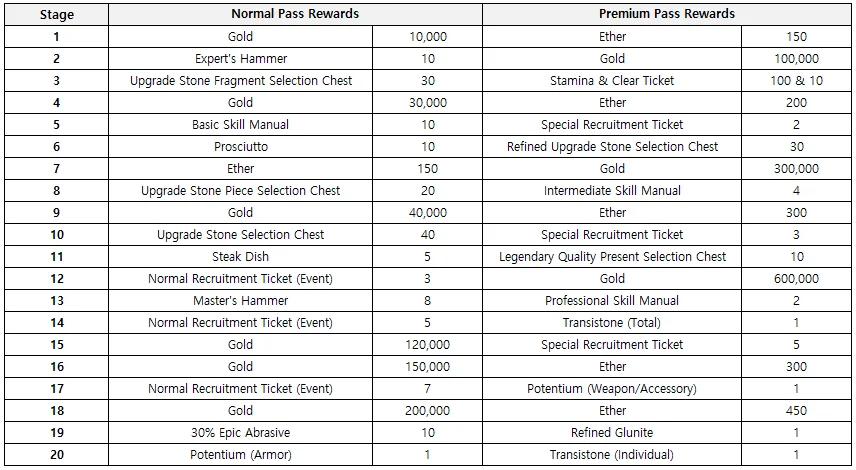 Stage Normal Pass Rewards Premium Pass Rewards
1 Gold 10,000 Ether 150
2 Expert's Hammer 10 Gold 100,000
3 Upgrade Stone Fragment Selection Chest 30 Stamina & Clear Ticket 100 & 10
4 Gold 30,000 Ether 200
5 Basic Skill Manual 10 Special Recruitment Ticket 2
6 Prosciutto 10 Refined Upgrade Stone Selection Chest 30
7 Ether 150 Gold 300,000
8 Upgrade Stone Piece Selection Chest 20 Intermediate Skill Manual 4
9 Gold 40,000 Ether 300
10 Upgrade Stone Selection Chest 40 Special Recruitment Ticket 3
11 Steak Dish 5 Legendary Quality Present Selection Chest 10
12 Normal Recruitment Ticket (Event) 3 Gold 600,000
13 Master's Hammer 8 Professional Skill Manual 2
14 Normal Recruitment Ticket (Event) 5 Transistone (Total) 1
15 Gold 120,000 Special Recruitment Ticket 5
16 Gold 150,000 Ether 300
17 Normal Recruitment Ticket (Event) 7 Potentium (Weapon/Accessory) 1
18 Gold 200,000 Ether 450
19 30% Epic Abrasive 10 Refined Glunite 1
20 Potentium (Armor) 1 Transistone (Individual) 1